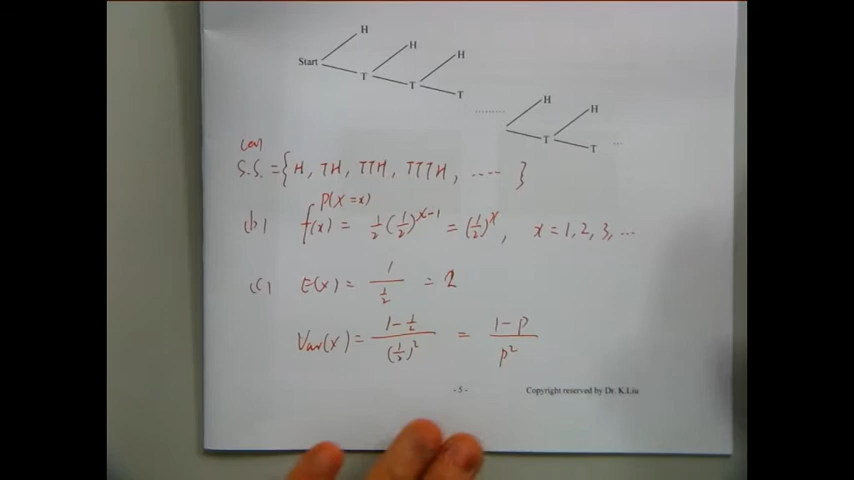 H
H
H
Start
T
T
T
H
H
..........
T
T
...
(a)
S.S. = { H, TH, TTH, TTTH, ..... }
P(X=x)
(b) f(x) = 1/2 (1/2)^x-1 = (1/2)^x , x = 1, 2, 3, ...
(c) E(X) = 1 / 1/2 = 2
Var(X) = 1 - 1/2 / (1/2)^2 = 1-p / p^2
- 5 -
Copyright reserved by Dr. K.Liu